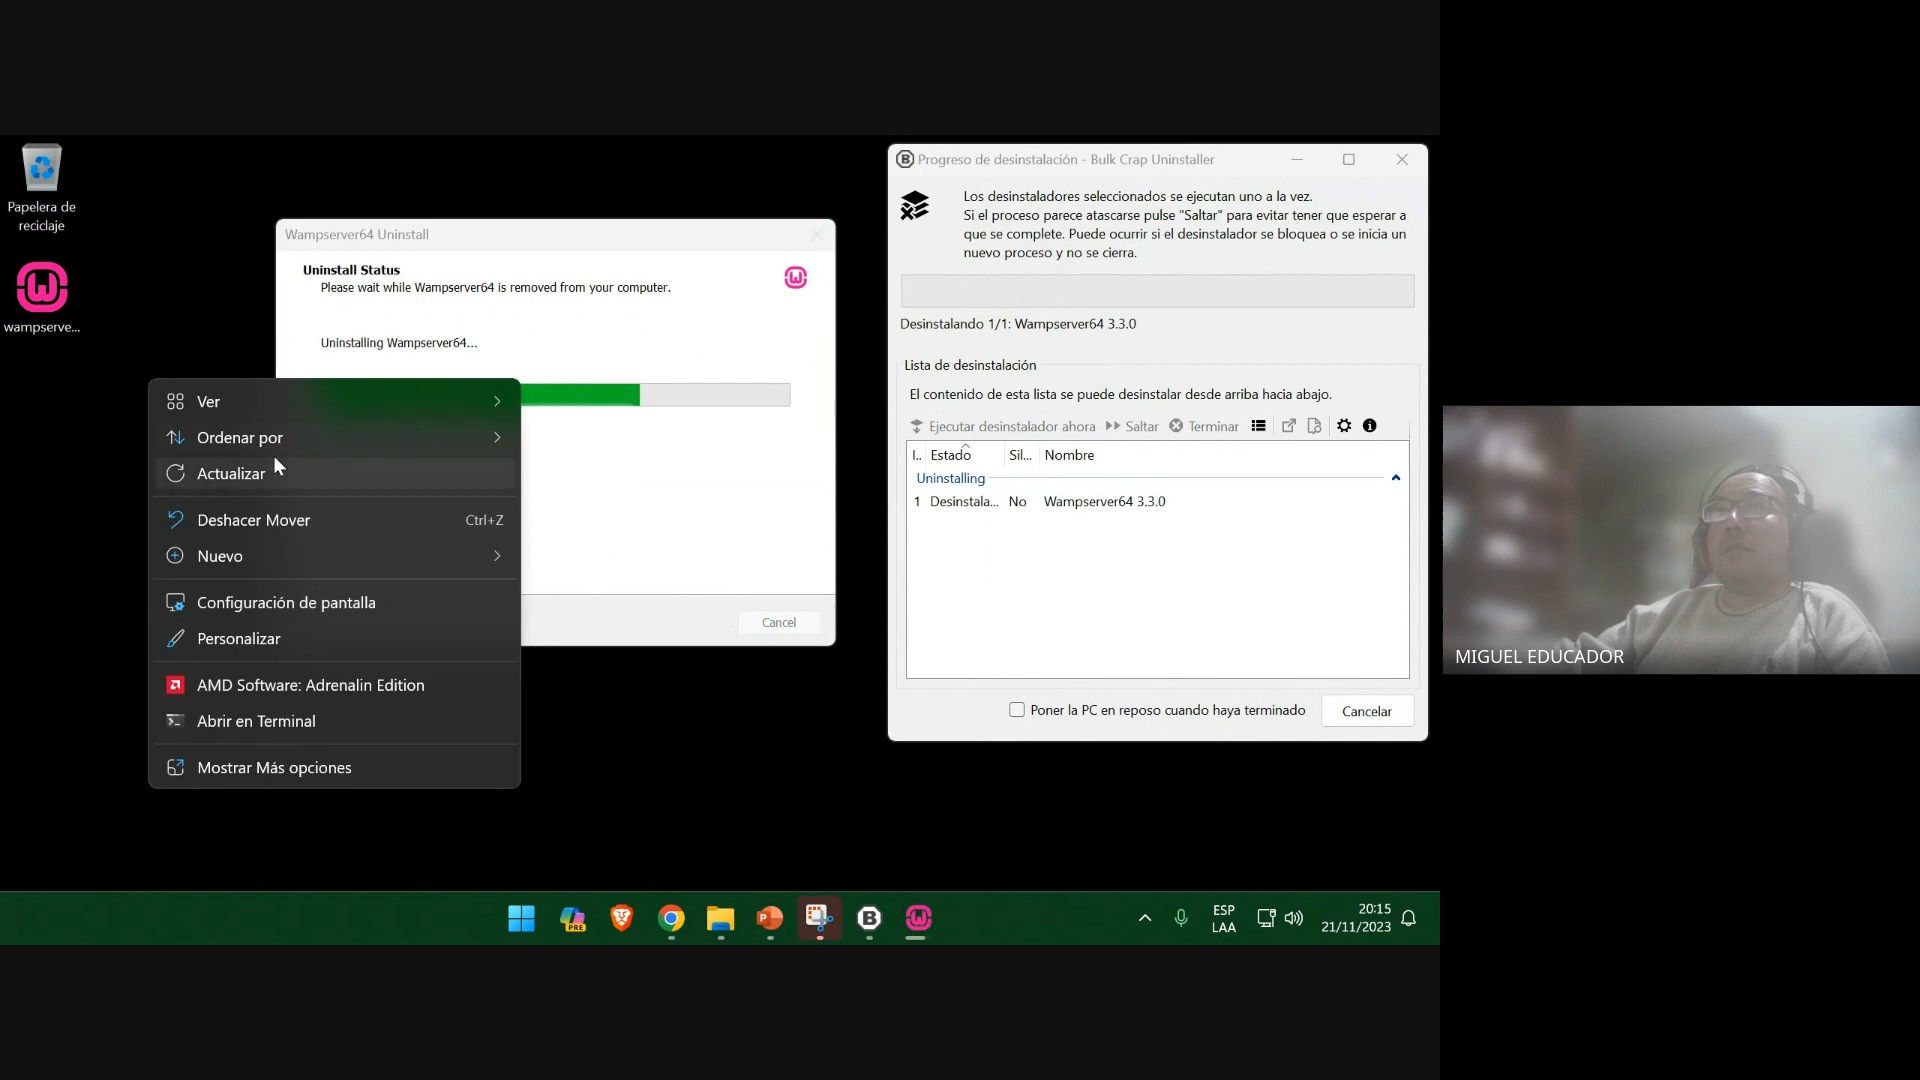 Papelera de
reciclaje
wampserve...
Wampserver64 Uninstall
Uninstall Status
Please wait while Wampserver64 is removed from your computer.
Uninstalling Wampserver64...
Cancel
Ver
Ordenar por
Actualizar
Deshacer Mover Ctrl+Z
Nuevo
Configuración de pantalla
Personalizar
AMD Software: Adrenalin Edition
Abrir en Terminal
Mostrar Más opciones
Progreso de desinstalación - Bulk Crap Uninstaller
Los desinstaladores seleccionados se ejecutan uno a la vez.
Si el proceso parece atascarse pulse "Saltar" para evitar tener que esperar a
que se complete. Puede ocurrir si el desinstalador se bloquea o se inicia un
nuevo proceso y no se cierra.
Desinstalando 1/1: Wampserver64 3.3.0
Lista de desinstalación
El contenido de esta lista se puede desinstalar desde arriba hacia abajo.
Ejecutar desinstalador ahora Saltar Terminar
I.. Estado Sil... Nombre
Uninstalling
1 Desinstala... No Wampserver64 3.3.0
Poner la PC en reposo cuando haya terminado Cancelar
MIGUEL EDUCADOR
PRE
ESP
LAA
20:15
21/11/2023